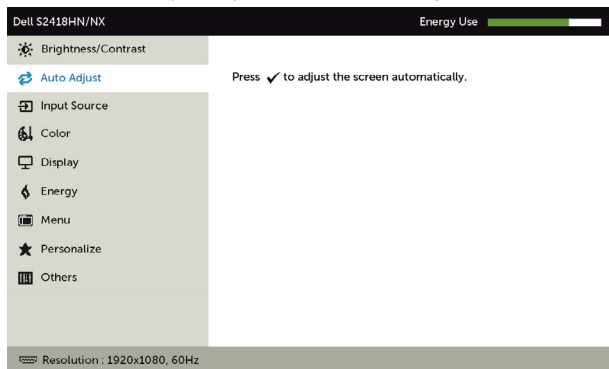 Dell S2418HN/NX
Energy Use
Brightness/Contrast
Auto Adjust
Press ✓ to adjust the screen automatically.
Input Source
Color
Display
Energy
Menu
Personalize
Others
Resolution : 1920x1080, 60Hz